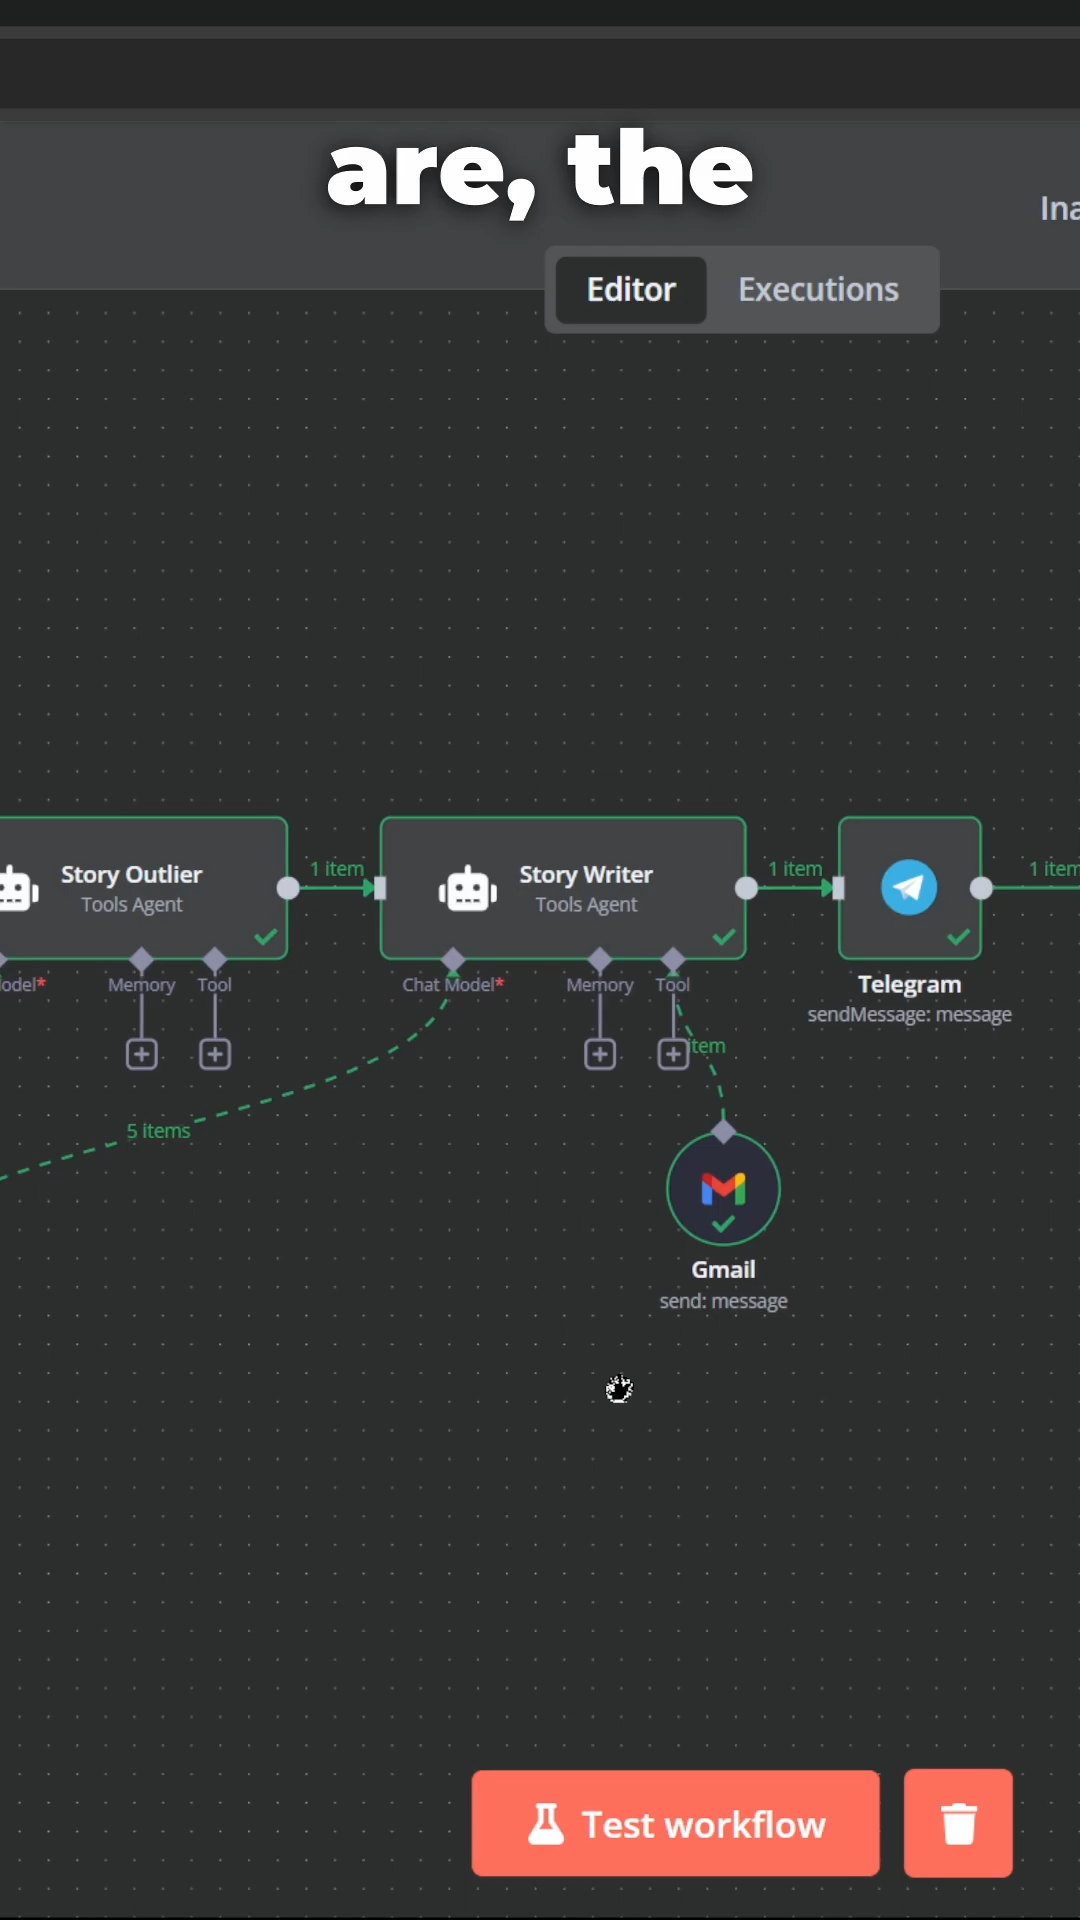 are, the
Ina
Editor
Executions
Story Outlier
Tools Agent
1 item
Story Writer
Tools Agent
1 item
1 item
odel*
Memory
Tool
Chat Model*
Memory
Tool
Telegram
sendMessage: message
item
5 items
Gmail
send: message
Test workflow